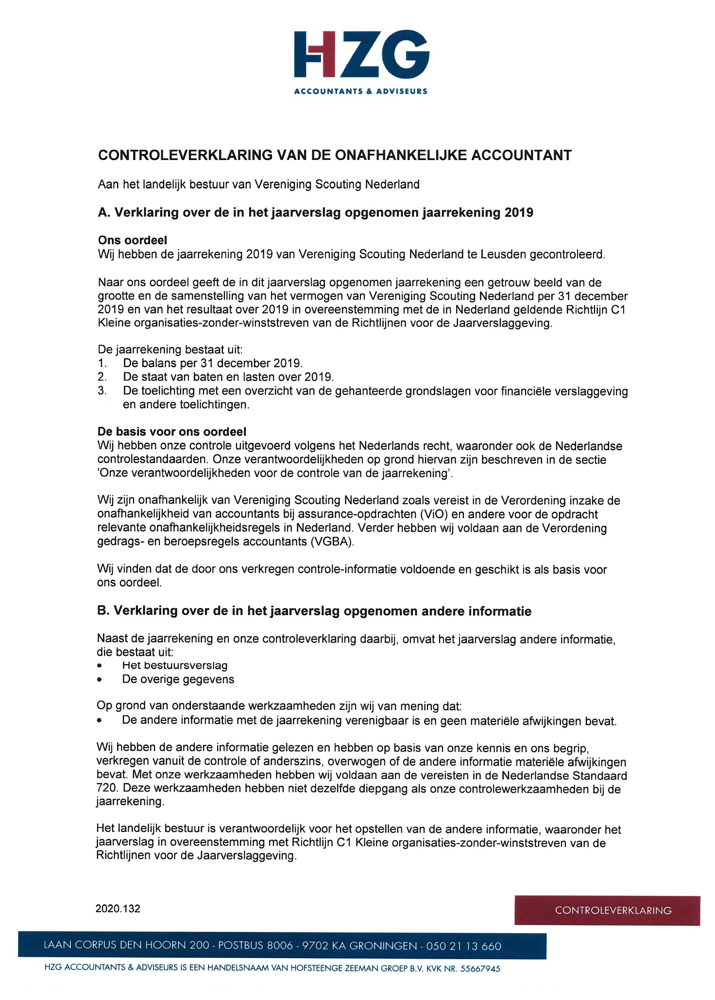 HZG
ACCOUNTANTS & ADVISEURS
CONTROLEVERKLARING VAN DE ONAFHANKELIJKE ACCOUNTANT
Aan het landelijk bestuur van Vereniging Scouting Nederland
A. Verklaring over de in het jaarverslag opgenomen jaarrekening 2019
Ons oordeel
Wij hebben de jaarrekening 2019 van Vereniging Scouting Nederland te Leusden gecontroleerd.
Naar ons oordeel geeft de in dit jaarverslag opgenomen jaarrekening een getrouw beeld van de
grootte en de samenstelling van het vermogen van Vereniging Scouting Nederland per 31 december
2019 en van het resultaat over 2019 in overeenstemming met de in Nederland geldende Richtlijn C1
Kleine organisaties-zonder-winststreven van de Richtlijnen voor de Jaarverslaggeving.
De jaarrekening bestaat uit:
1. De balans per 31 december 2019.
2. De staat van baten en lasten over 2019.
3. De toelichting met een overzicht van de gehanteerde grondslagen voor financiële verslaggeving
en andere toelichtingen.
De basis voor ons oordeel
Wij hebben onze controle uitgevoerd volgens het Nederlands recht, waaronder ook de Nederlandse
controlestandaarden. Onze verantwoordelijkheden op grond hiervan zijn beschreven in de sectie
'Onze verantwoordelijkheden voor de controle van de jaarrekening'.
Wij zijn onafhankelijk van Vereniging Scouting Nederland zoals vereist in de Verordening inzake de
onafhankelijkheid van accountants bij assurance-opdrachten (ViO) en andere voor de opdracht
relevante onafhankelijkheidsregels in Nederland. Verder hebben wij voldaan aan de Verordening
gedrags- en beroepsregels accountants (VGBA).
Wij vinden dat de door ons verkregen controle-informatie voldoende en geschikt is als basis voor
ons oordeel.
B. Verklaring over de in het jaarverslag opgenomen andere informatie
Naast de jaarrekening en onze controleverklaring daarbij, omvat het jaarverslag andere informatie,
die bestaat uit:
• Het bestuursverslag
• De overige gegevens
Op grond van onderstaande werkzaamheden zijn wij van mening dat:
• De andere informatie met de jaarrekening verenigbaar is en geen materiële afwijkingen bevat.
Wij hebben de andere informatie gelezen en hebben op basis van onze kennis en ons begrip,
verkregen vanuit de controle of anderszins, overwogen of de andere informatie materiële afwijkingen
bevat. Met onze werkzaamheden hebben wij voldaan aan de vereisten in de Nederlandse Standaard
720. Deze werkzaamheden hebben niet dezelfde diepgang als onze controlewerkzaamheden bij de
jaarrekening.
Het landelijk bestuur is verantwoordelijk voor het opstellen van de andere informatie, waaronder het
jaarverslag in overeenstemming met Richtlijn C1 Kleine organisaties-zonder-winststreven van de
Richtlijnen voor de Jaarverslaggeving.
2020.132
CONTROLEVERKLARING
LAAN CORPUS DEN HOORN 200 - POSTBUS 8006 - 9702 KA GRONINGEN - 050 21 13 660
HZG ACCOUNTANTS & ADVISEURS IS EEN HANDELSNAAM VAN HOFSTEENGE ZEEMAN GROEP B.V. KVK NR. 55667945